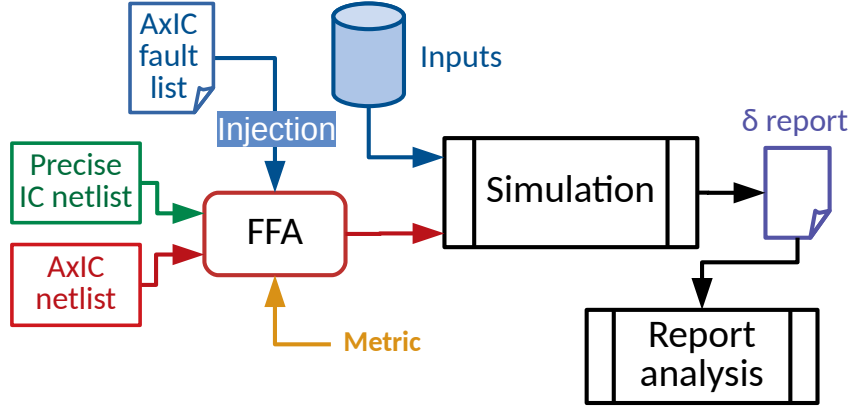 AxIC
fault
list
Inputs
Injection
δ report
Precise
IC netlist
Simulation
FFA
AxIC
netlist
Metric
Report
analysis